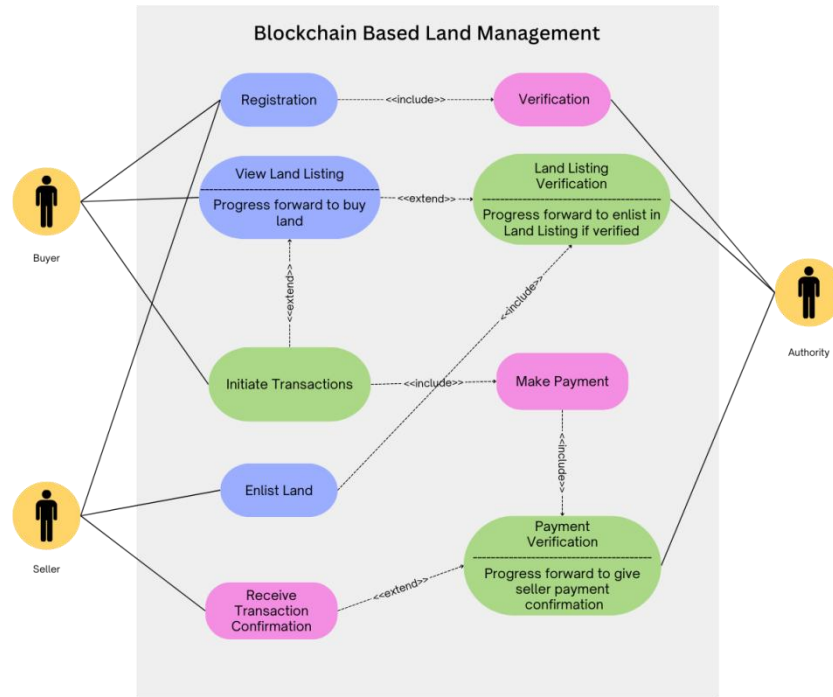 Blockchain Based Land Management
Registration
<<include>>
Verification
View Land Listing
Progress forward to buy
land
<<extend>>
Land Listing
Verification
Progress forward to enlist in
Land Listing if verified
Buyer
<<extend>>
<<include>>
Authority
Initiate Transactions
<<include>>
Make Payment
<<include>>
Enlist Land
Seller
Payment
Verification
Progress forward to give
seller payment
confirmation
<<extend>>
Receive
Transaction
Confirmation